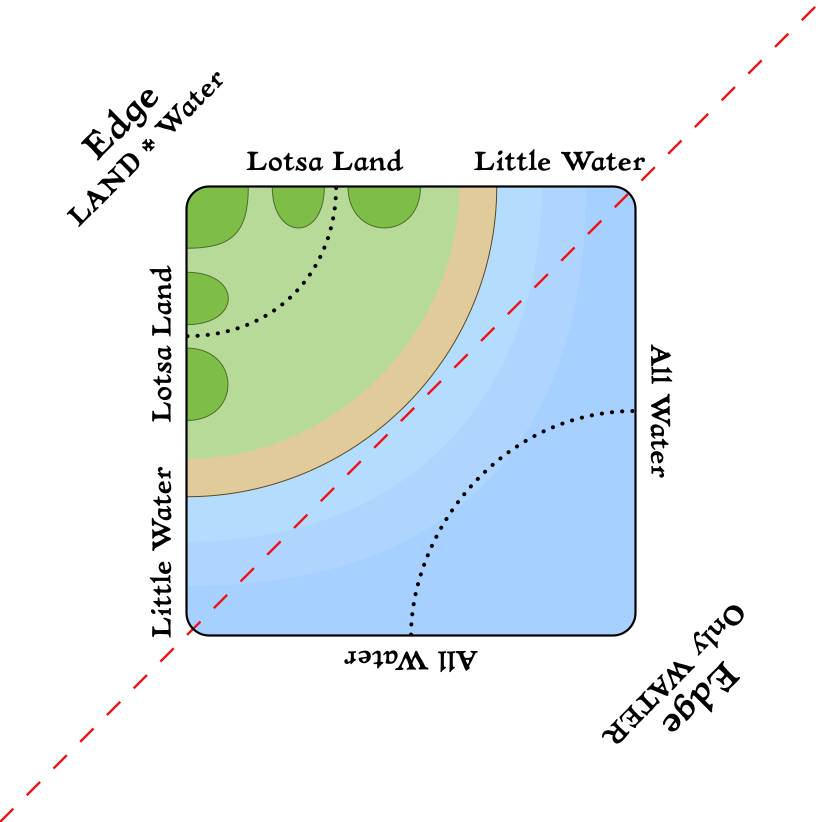 Edge
LAND * Water
Lotsa Land
Little Water
Lotsa Land
Little Water
All Water
All Water
Edge
Only WATER